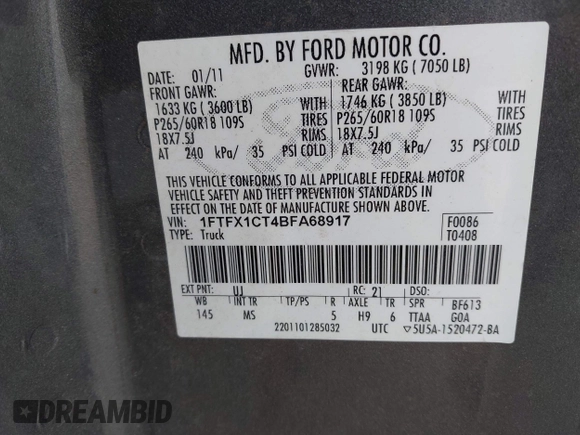 MFD. BY FORD MOTOR CO.
DATE: 01/11 GVWR: 3198 KG ( 7050 LB)
FRONT GAWR: REAR GAWR:
1633 KG ( 3600 LB) WITH 1746 KG ( 3850 LB) WITH
P265/60R18 109S TIRES P265/60R18 109S TIRES
18X7.5J RIMS 18X7.5J RIMS
AT 240 kPa/ 35 PSI COLD AT 240 kPa/ 35 PSI COLD
THIS VEHICLE CONFORMS TO ALL APPLICABLE FEDERAL MOTOR
VEHICLE SAFETY AND THEFT PREVENTION STANDARDS IN
EFFECT ON THE DATE OF MANUFACTURE SHOWN ABOVE.
VIN: 1FTFX1CT4BFA68917 F0086
TYPE: Truck T0408
EXT PNT: UJ RC: 21 DSO:
WB INT TR TP/PS R AXLE TR SPR BF613
145 MS 5 H9 6 TTAA GOA
2201101285032 UTC ▽5U5A-1520472-BA
Ford
DREAMBID